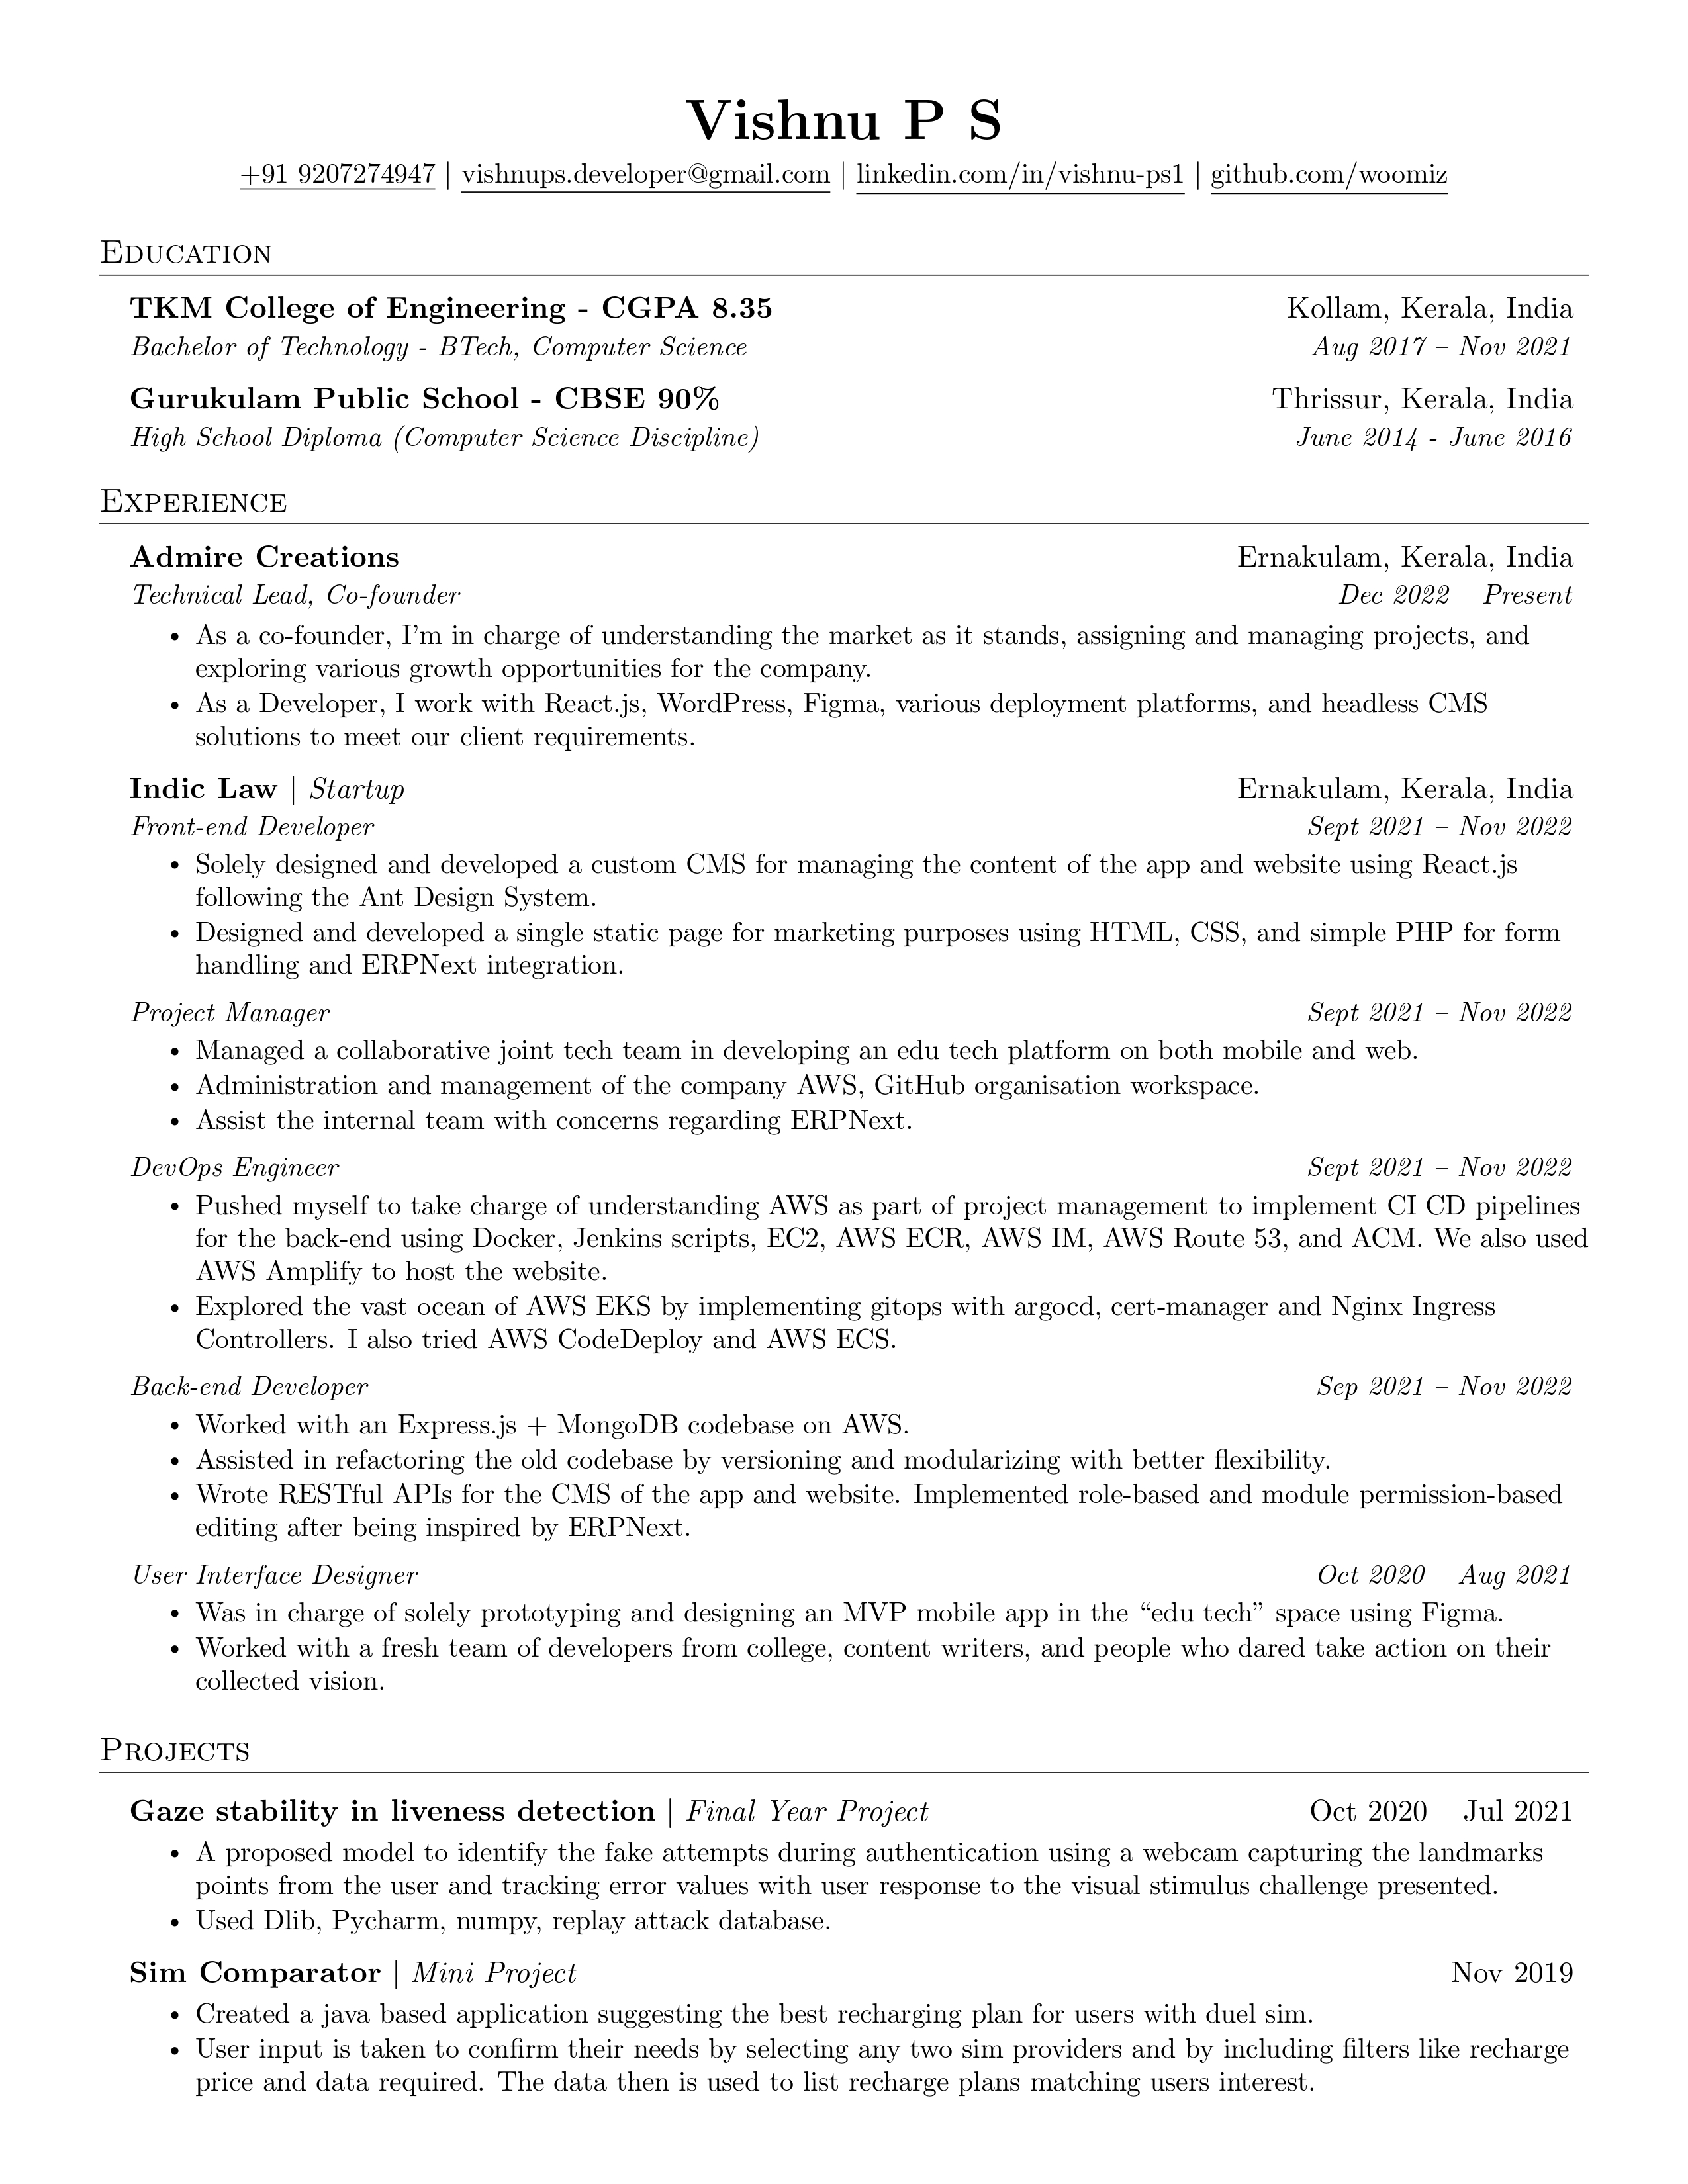 Vishnu P S
+91 9207274947 | vishnups.developer@gmail.com | linkedin.com/in/vishnu-ps1 | github.com/woomiz
Education
TKM College of Engineering - CGPA 8.35 Kollam, Kerala, India
Bachelor of Technology - BTech, Computer Science Aug 2017 – Nov 2021
Gurukulam Public School - CBSE 90% Thrissur, Kerala, India
High School Diploma (Computer Science Discipline) June 2014 - June 2016
Experience
Admire Creations Ernakulam, Kerala, India
Technical Lead, Co-founder Dec 2022 – Present
• As a co-founder, I'm in charge of understanding the market as it stands, assigning and managing projects, and
exploring various growth opportunities for the company.
• As a Developer, I work with React.js, WordPress, Figma, various deployment platforms, and headless CMS
solutions to meet our client requirements.
Indic Law | Startup Ernakulam, Kerala, India
Front-end Developer Sept 2021 – Nov 2022
• Solely designed and developed a custom CMS for managing the content of the app and website using React.js
following the Ant Design System.
• Designed and developed a single static page for marketing purposes using HTML, CSS, and simple PHP for form
handling and ERPNext integration.
Project Manager Sept 2021 – Nov 2022
• Managed a collaborative joint tech team in developing an edu tech platform on both mobile and web.
• Administration and management of the company AWS, GitHub organisation workspace.
• Assist the internal team with concerns regarding ERPNext.
DevOps Engineer Sept 2021 – Nov 2022
• Pushed myself to take charge of understanding AWS as part of project management to implement CI CD pipelines
for the back-end using Docker, Jenkins scripts, EC2, AWS ECR, AWS IM, AWS Route 53, and ACM. We also used
AWS Amplify to host the website.
• Explored the vast ocean of AWS EKS by implementing gitops with argocd, cert-manager and Nginx Ingress
Controllers. I also tried AWS CodeDeploy and AWS ECS.
Back-end Developer Sep 2021 – Nov 2022
• Worked with an Express.js + MongoDB codebase on AWS.
• Assisted in refactoring the old codebase by versioning and modularizing with better flexibility.
• Wrote RESTful APIs for the CMS of the app and website. Implemented role-based and module permission-based
editing after being inspired by ERPNext.
User Interface Designer Oct 2020 – Aug 2021
• Was in charge of solely prototyping and designing an MVP mobile app in the “edu tech” space using Figma.
• Worked with a fresh team of developers from college, content writers, and people who dared take action on their
collected vision.
Projects
Gaze stability in liveness detection | Final Year Project Oct 2020 – Jul 2021
• A proposed model to identify the fake attempts during authentication using a webcam capturing the landmarks
points from the user and tracking error values with user response to the visual stimulus challenge presented.
• Used Dlib, Pycharm, numpy, replay attack database.
Sim Comparator | Mini Project Nov 2019
• Created a java based application suggesting the best recharging plan for users with duel sim.
• User input is taken to confirm their needs by selecting any two sim providers and by including filters like recharge
price and data required. The data then is used to list recharge plans matching users interest.